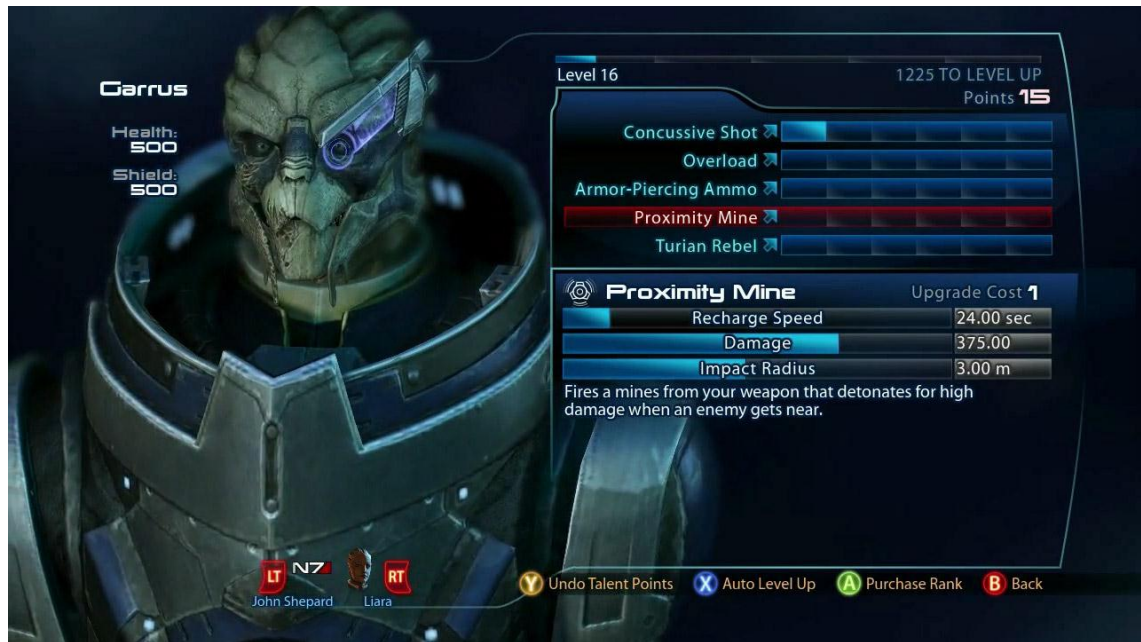 Garrus
Health:
500
Shield:
500
Level 16
1225 TO LEVEL UP
Points 15
Concussive Shot
Overload
Armor-Piercing Ammo
Proximity Mine
Turian Rebel
Proximity Mine
Upgrade Cost 1
Recharge Speed 24.00 sec
Damage 375.00
Impact Radius 3.00 m
Fires a mines from your weapon that detonates for high
damage when an enemy gets near.
LT N7 RT
John Shepard Liara
Y Undo Talent Points X Auto Level Up A Purchase Rank B Back